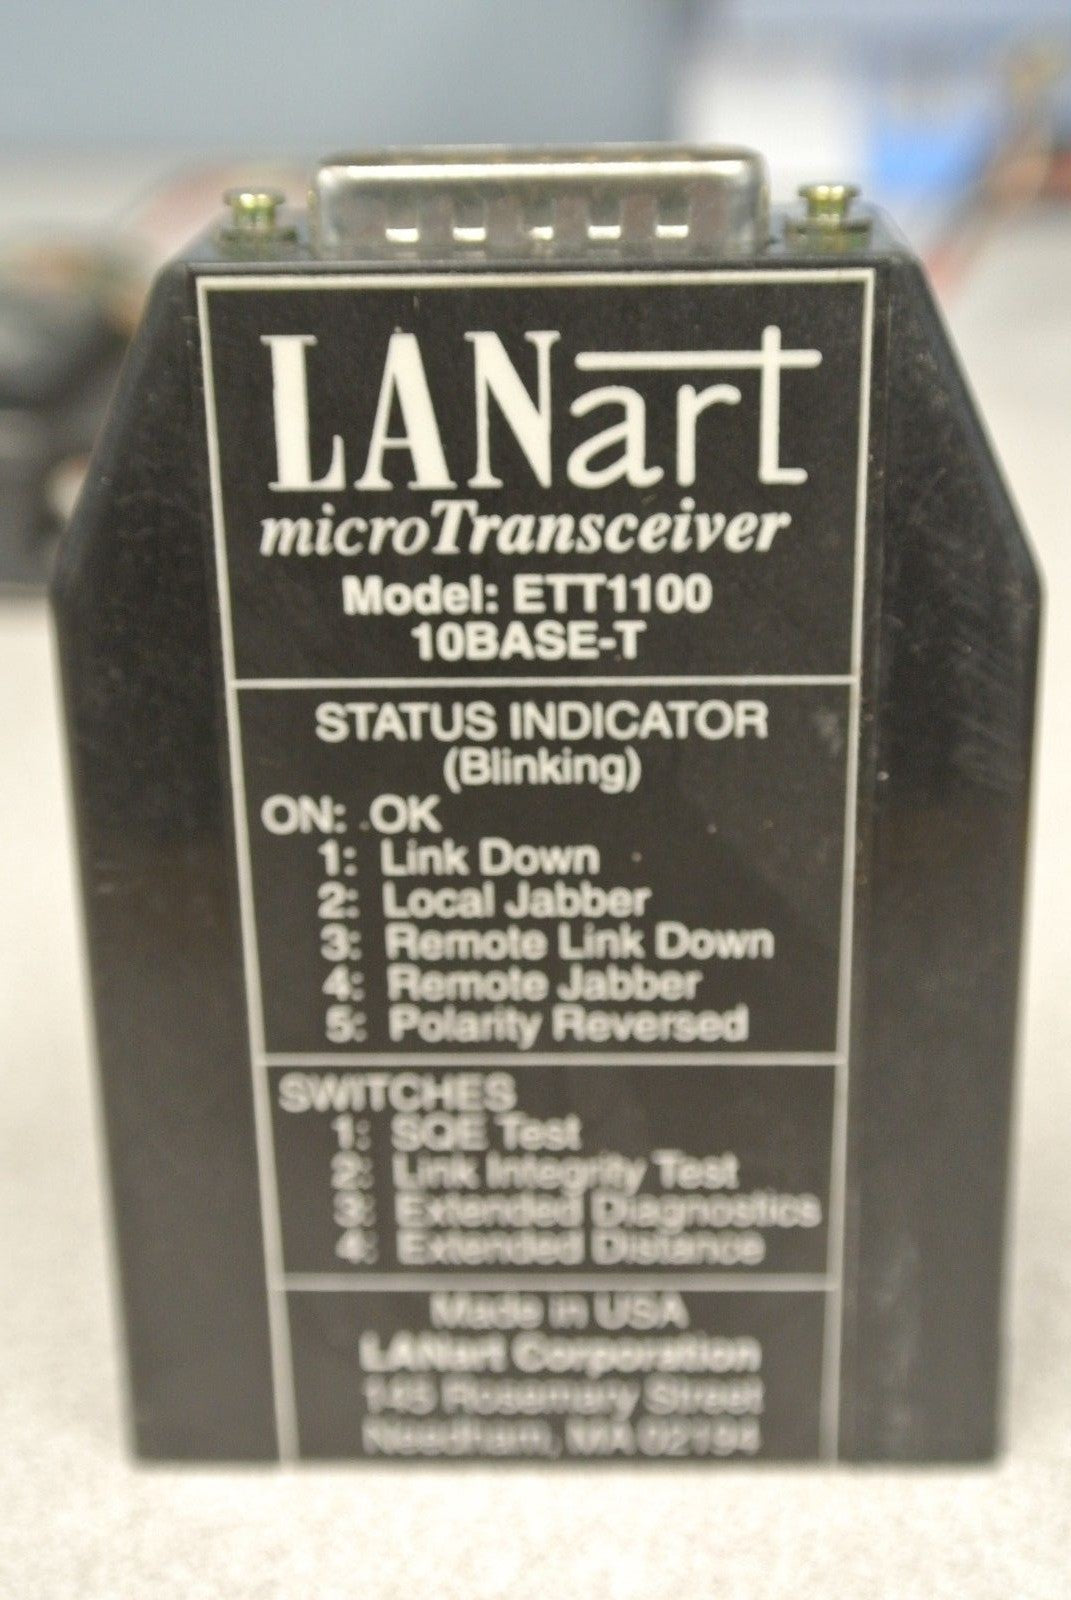 LANart
microTransceiver
Model: ETT1100
10BASE-T
STATUS INDICATOR
(Blinking)
ON: OK
1: Link Down
2: Local Jabber
3: Remote Link Down
4: Remote Jabber
5: Polarity Reversed
SWITCHES
1: SQE Test
2: Link Integrity Test
3: Extended Diagnostics
4: Extended Distance
Made in USA
LANart Corporation
145 Rosemary Street
Needham, MA 02194